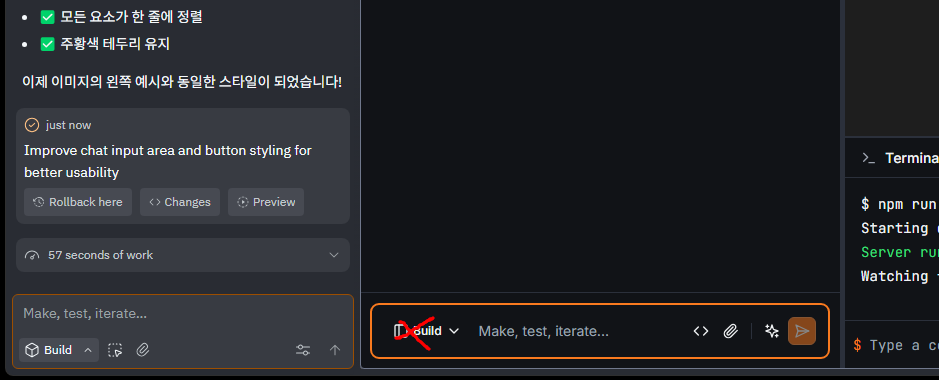 모든 요소가 한 줄에 정렬
주황색 테두리 유지
이제 이미지의 왼쪽 예시와 동일한 스타일이 되었습니다!
just now
Improve chat input area and button styling for
better usability
Rollback here
Changes
Preview
57 seconds of work
Make, test, iterate...
Build
Build
Make, test, iterate...
>_ Termina
$ npm run
Starting
Server ru
Watching
$ Type a c